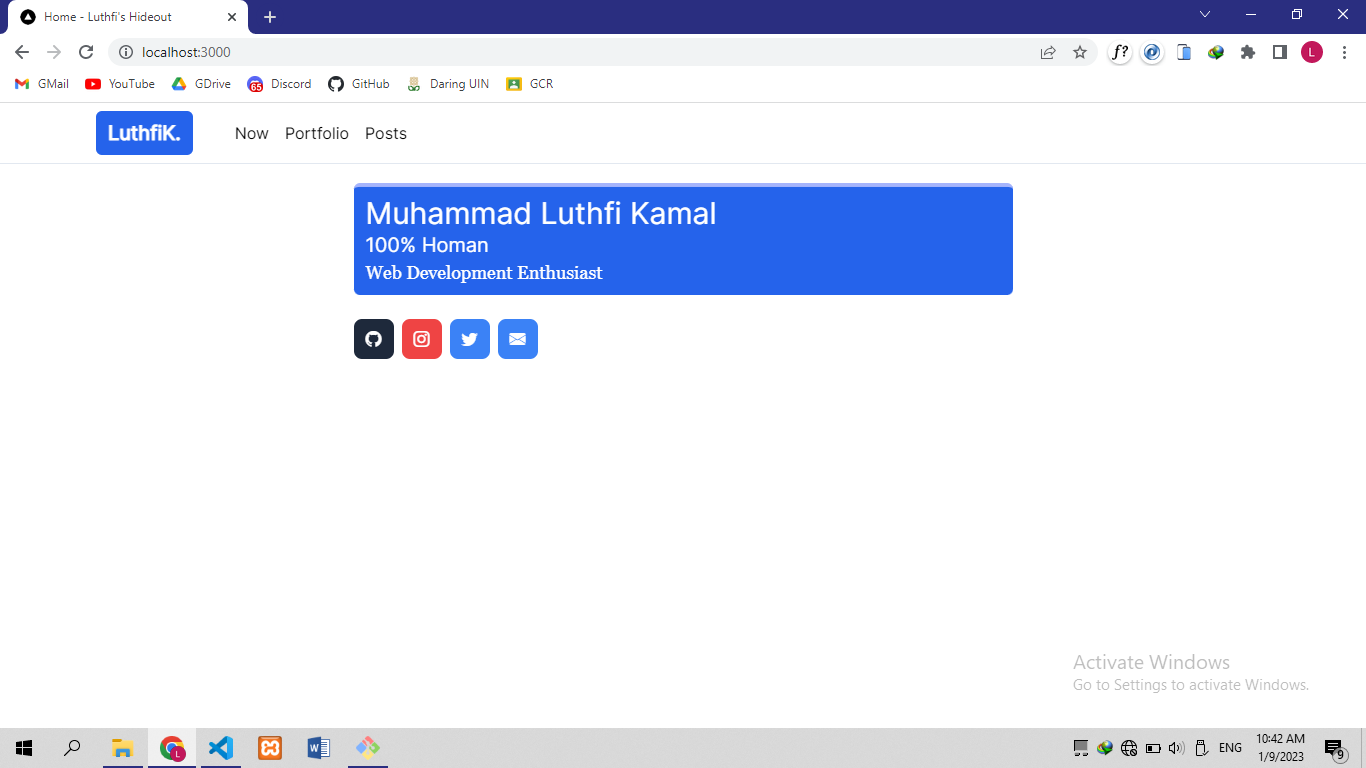 Home - Luthfi's Hideout
localhost:3000
f?
L
GMail YouTube GDrive 65 Discord GitHub Daring UIN GCR
LuthfiK. Now Portfolio Posts
Muhammad Luthfi Kamal
100% Homan
Web Development Enthusiast
Activate Windows
Go to Settings to activate Windows.
L
ENG
10:42 AM
1/9/2023
9